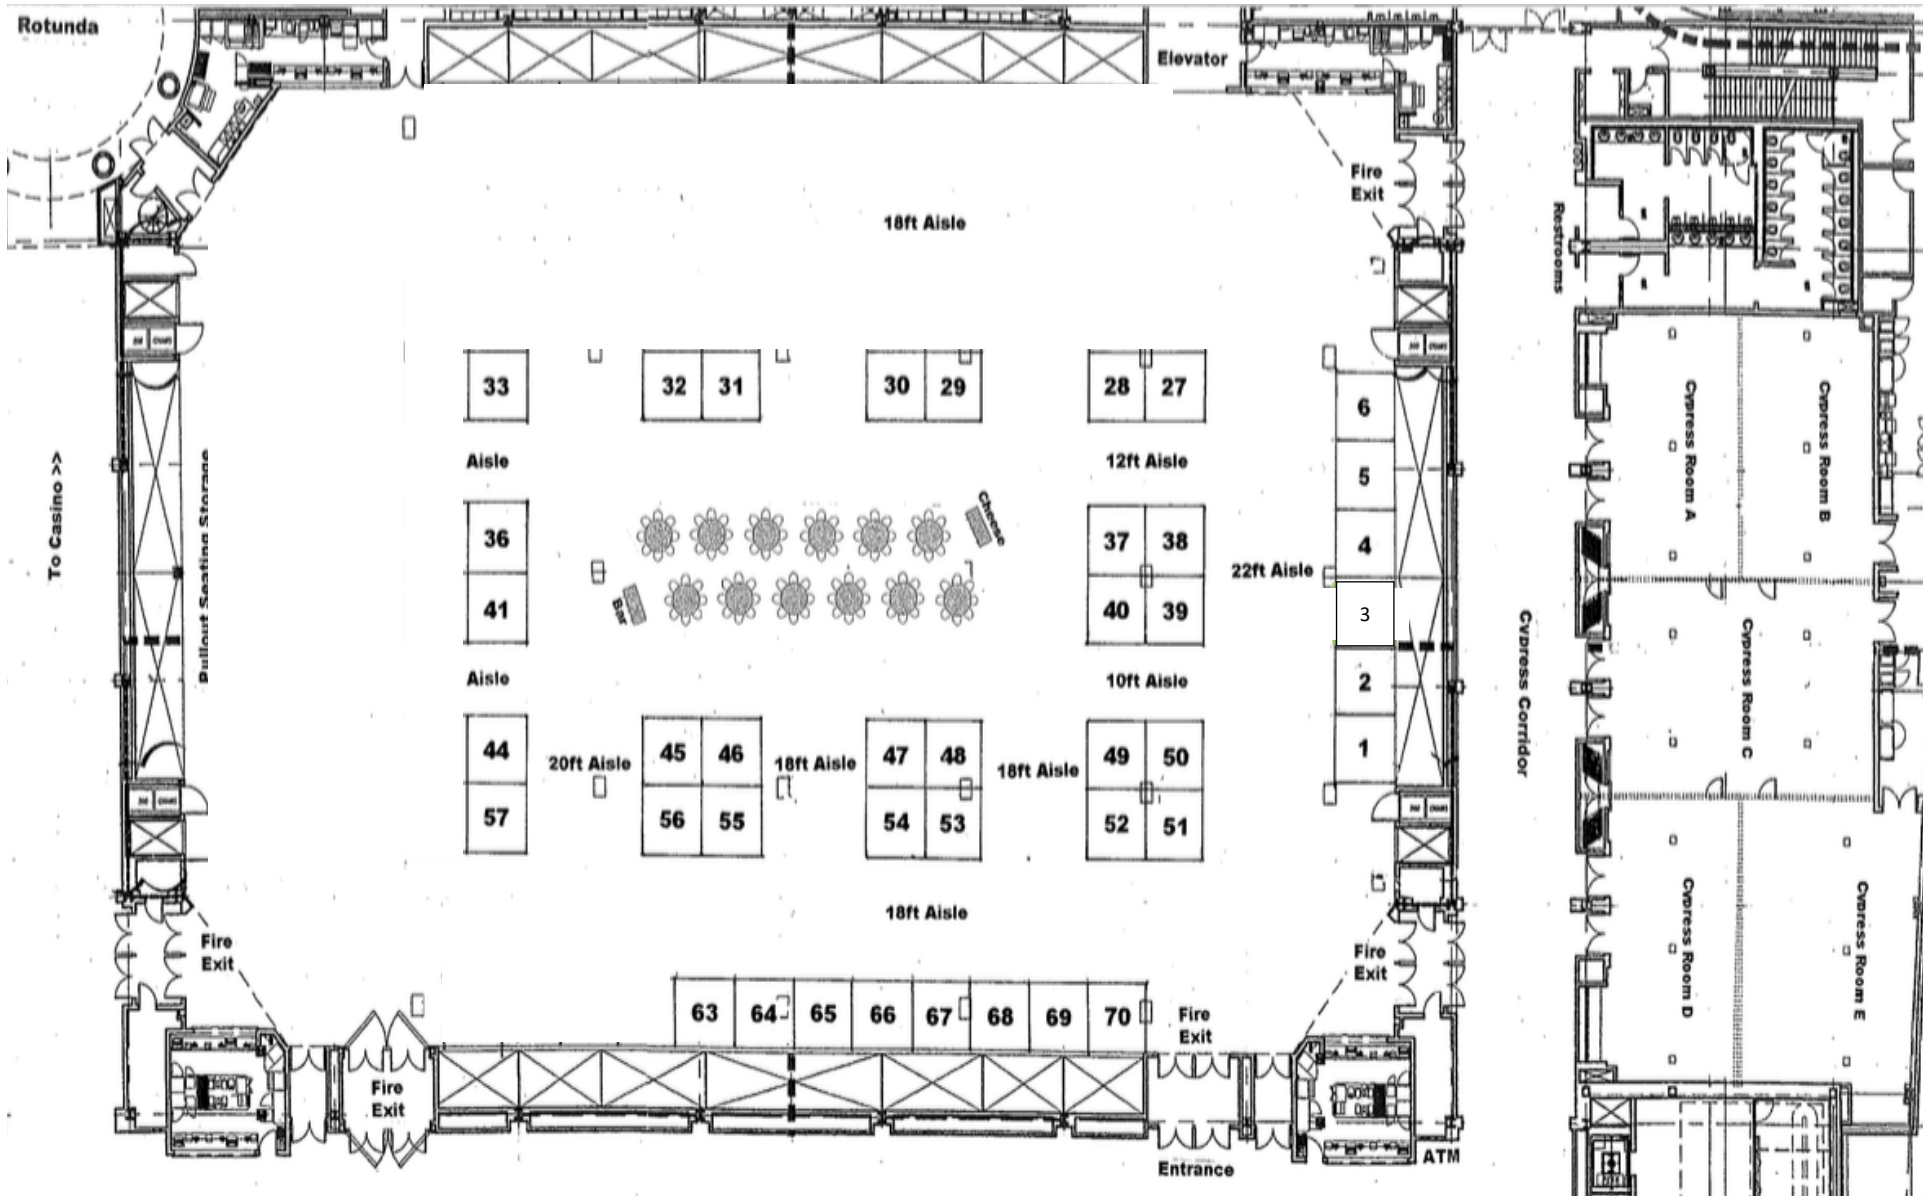 Rotunda
Elevator
Fire
Exit
18ft Aisle
Restrooms
33
32
31
30
29
28
27
6
Cypress Room A
Cypress Room B
Aisle
12ft Aisle
5
To Casino >>
Pullout Seating Storage
36
Cheese
37
38
4
22ft Aisle
41
Bar
40
39
3
Cypress Corridor
Cypress Room C
Aisle
10ft Aisle
2
44
20ft Aisle
45
46
18ft Aisle
47
48
18ft Aisle
49
50
1
57
56
55
54
53
52
51
18ft Aisle
Cypress Room D
Cypress Room E
Fire
Exit
Fire
Exit
63
64
65
66
67
68
69
70
Fire
Exit
Fire
Exit
Entrance
ATM